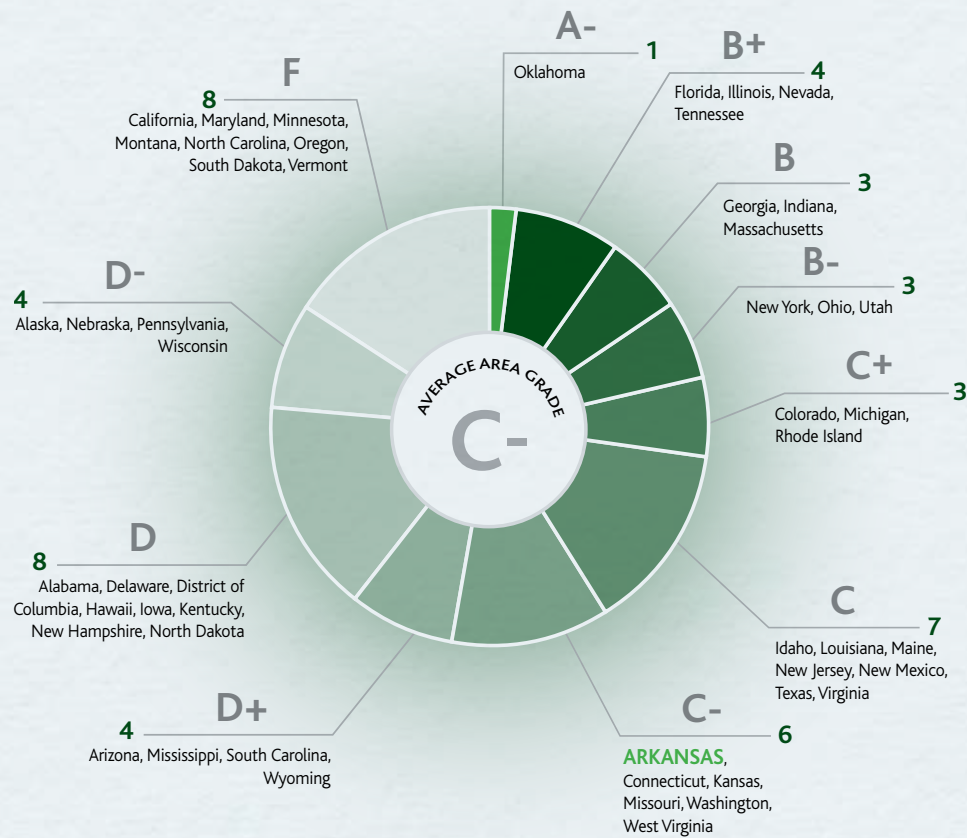 A-
1
Oklahoma
B+
4
Florida, Illinois, Nevada,
Tennessee
B
3
Georgia, Indiana,
Massachusetts
B-
3
New York, Ohio, Utah
C+
3
Colorado, Michigan,
Rhode Island
C
7
Idaho, Louisiana, Maine,
New Jersey, New Mexico,
Texas, Virginia
C-
6
ARKANSAS,
Connecticut, Kansas,
Missouri, Washington,
West Virginia
D+
4
Arizona, Mississippi, South Carolina,
Wyoming
D
8
Alabama, Delaware, District of
Columbia, Hawaii, Iowa, Kentucky,
New Hampshire, North Dakota
D-
4
Alaska, Nebraska, Pennsylvania,
Wisconsin
F
8
California, Maryland, Minnesota,
Montana, North Carolina, Oregon,
South Dakota, Vermont
AVERAGE AREA GRADE
C-